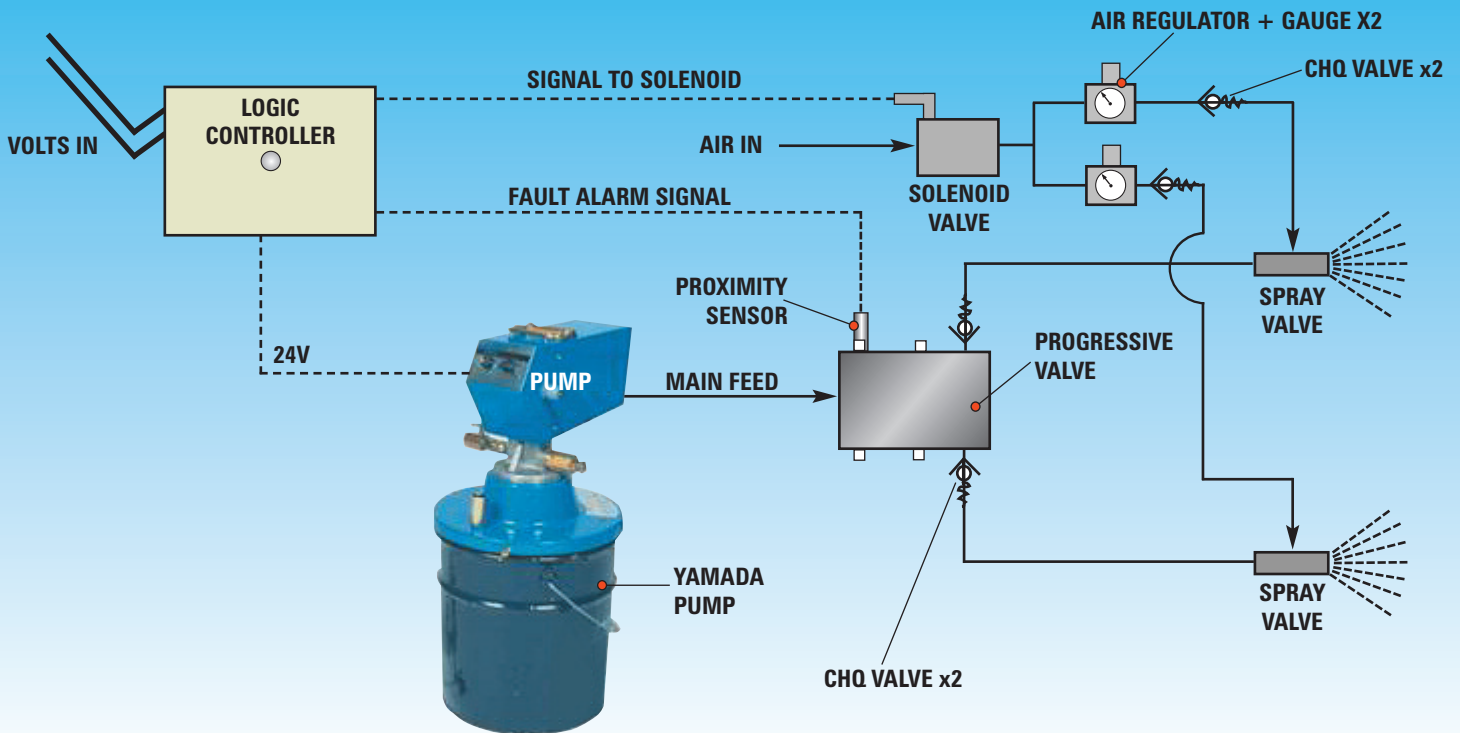 AIR REGULATOR + GAUGE X2
CHQ VALVE x2
SIGNAL TO SOLENOID
LOGIC
CONTROLLER
VOLTS IN
AIR IN
SOLENOID
VALVE
FAULT ALARM SIGNAL
PROXIMITY
SENSOR
SPRAY
VALVE
PROGRESSIVE
VALVE
24V
PUMP
MAIN FEED
YAMADA
PUMP
SPRAY
VALVE
CHQ VALVE x2